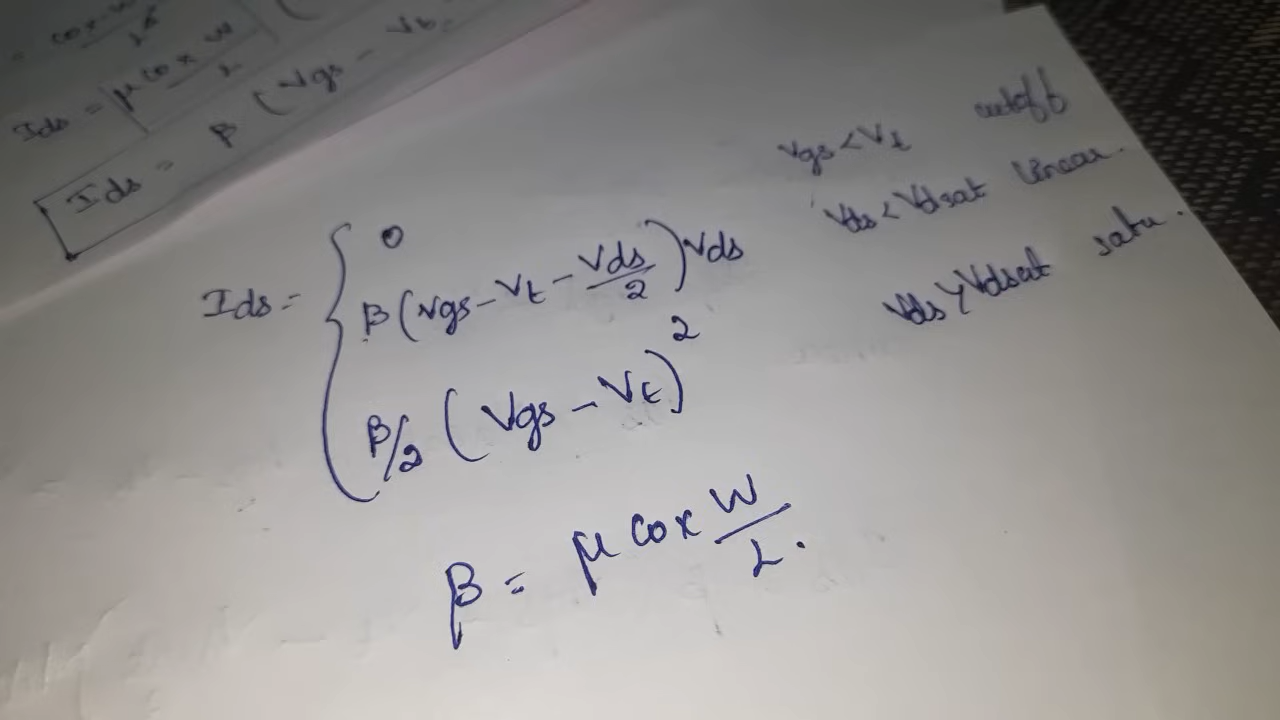 cox w
Ids = μ cox w / L
Ids = β (Vgs - Vt
Ids = { 0 Vgs < Vt cutoff
β (Vgs - Vt - Vds/2) Vds Vds < Vdsat linear.
β/2 (Vgs - Vt)² Vds > Vdsat satu.
β = μ cox W/L.